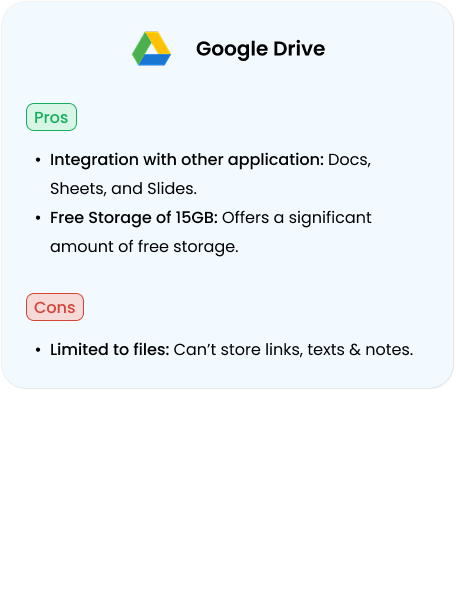 Google Drive
Pros
• Integration with other application: Docs,
Sheets, and Slides.
• Free Storage of 15GB: Offers a significant
amount of free storage.
Cons
• Limited to files: Can’t store links, texts & notes.